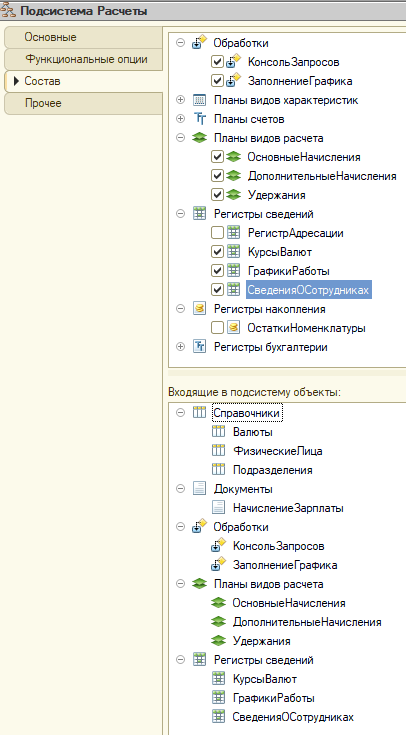 Подсистема Расчеты
Основные
Функциональные опции
Состав
Прочее
Обработки
КонсольЗапросов
ЗаполнениеГрафика
Планы видов характеристик
Планы счетов
Планы видов расчета
ОсновныеНачисления
ДополнительныеНачисления
Удержания
Регистры сведений
РегистрАдресации
КурсыВалют
ГрафикиРаботы
СведенияОСотрудниках
Регистры накопления
ОстаткиНоменклатуры
Регистры бухгалтерии
Входящие в подсистему объекты:
Справочники
Валюты
ФизическиеЛица
Подразделения
Документы
НачислениеЗарплаты
Обработки
КонсольЗапросов
ЗаполнениеГрафика
Планы видов расчета
ОсновныеНачисления
ДополнительныеНачисления
Удержания
Регистры сведений
КурсыВалют
ГрафикиРаботы
СведенияОСотрудниках